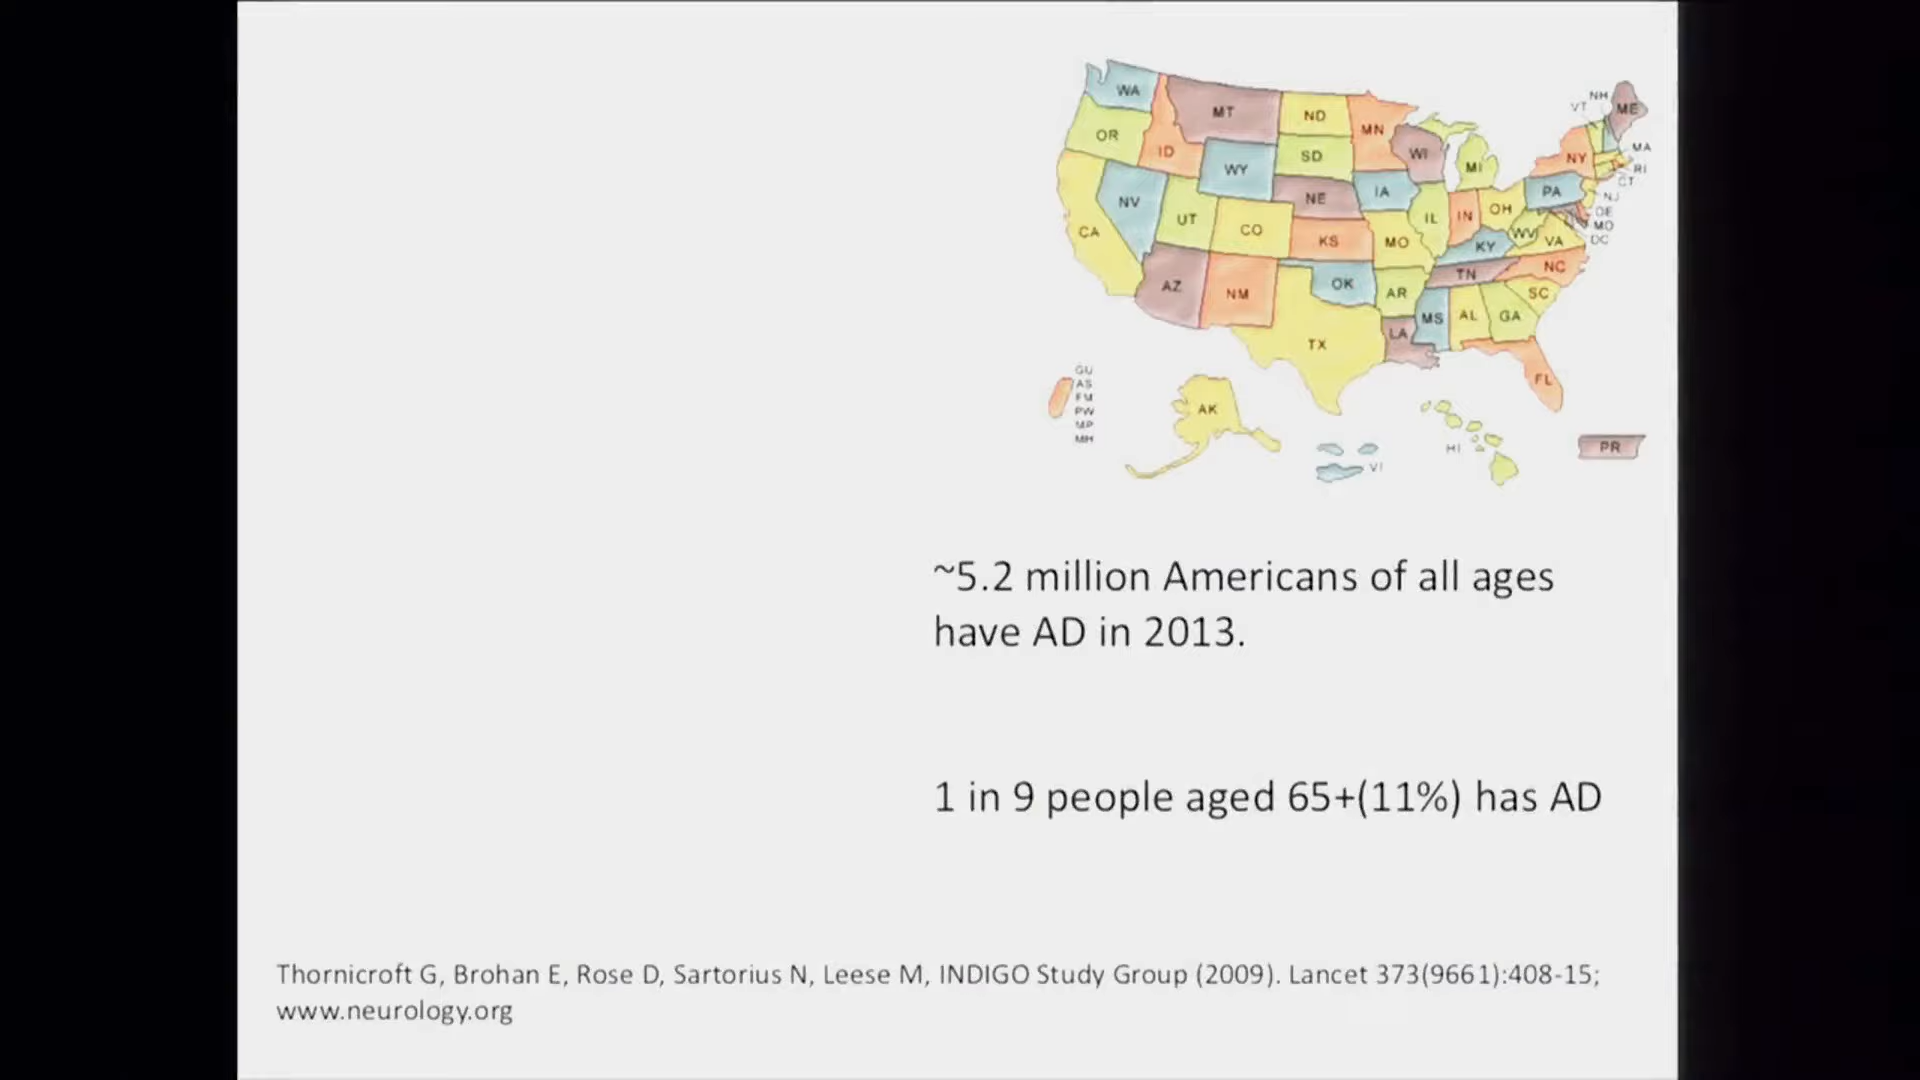 WA
MT
ND
MN
OR
ID
WY
SD
WI
MI
NH
VT
ME
MA
RI
CT
NY
NV
UT
CO
NE
IA
IL
IN
OH
PA
NJ
DE
MD
DC
CA
KS
MO
KY
WV
VA
AZ
NM
OK
AR
TN
NC
SC
TX
LA
MS
AL
GA
FL
GU
AS
FM
PW
MP
MH
AK
VI
HI
PR
~5.2 million Americans of all ages
have AD in 2013.
1 in 9 people aged 65+(11%) has AD
Thornicroft G, Brohan E, Rose D, Sartorius N, Leese M, INDIGO Study Group (2009). Lancet 373(9661):408-15;
www.neurology.org